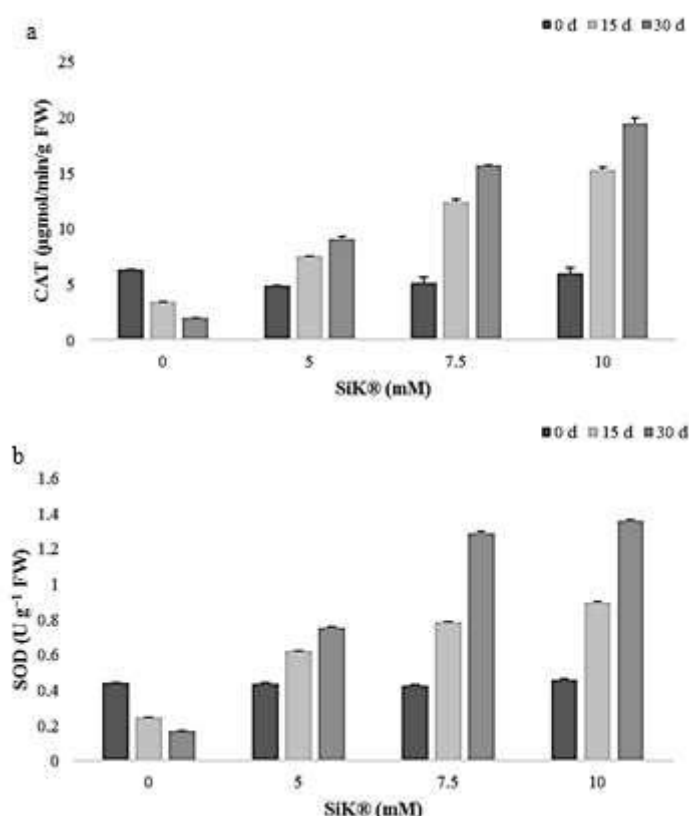 a
0 d 15 d 30 d
25
20
15
10
5
0
CAT (µgmol/min/g FW)
0 5 7.5 10
SiK® (mM)
b
0 d 15 d 30 d
1.6
1.4
1.2
1
0.8
0.6
0.4
0.2
0
SOD (U g⁻¹ FW)
0 5 7.5 10
SiK® (mM)